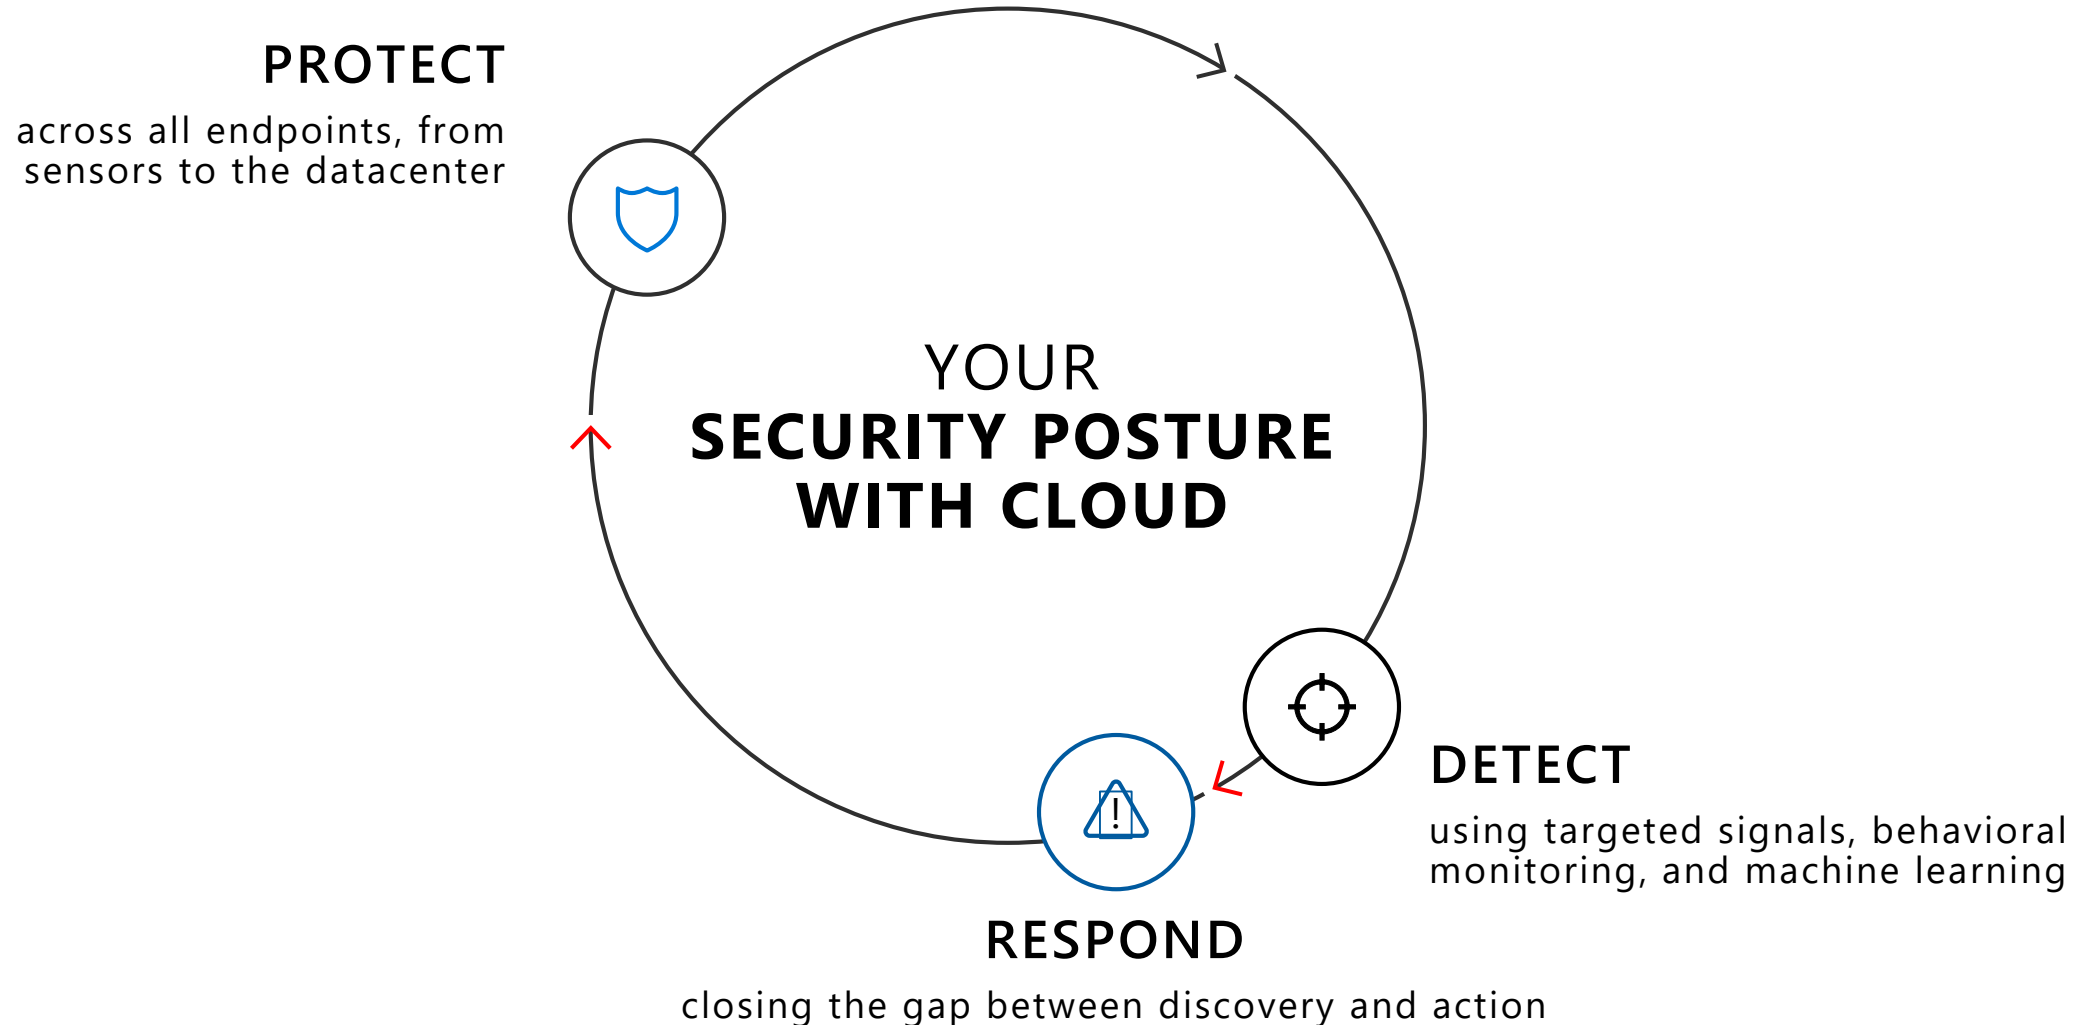 PROTECT
across all endpoints, from
sensors to the datacenter
YOUR
SECURITY POSTURE
WITH CLOUD
!
DETECT
using targeted signals, behavioral
monitoring, and machine learning
RESPOND
closing the gap between discovery and action